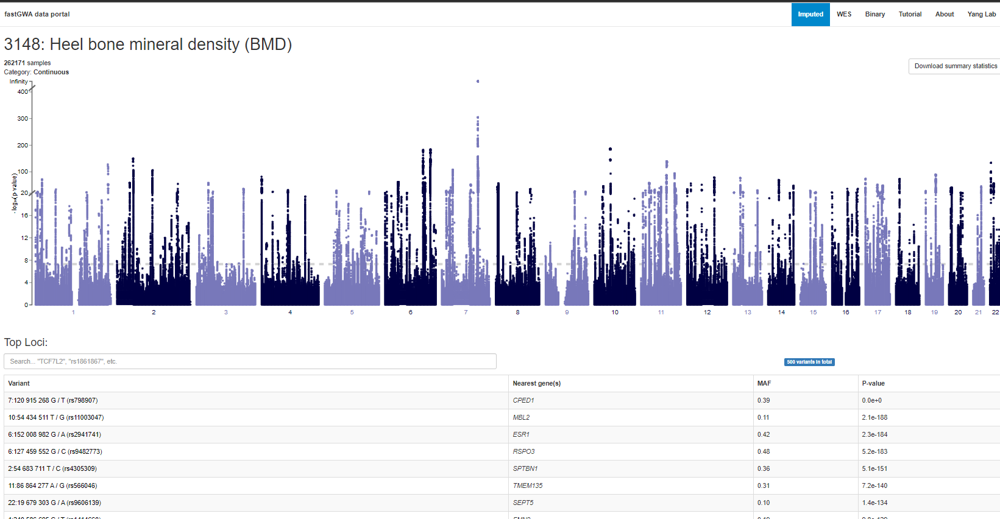 fastGWA data portal
Imputed WES Binary Tutorial About Yang Lab
3148: Heel bone mineral density (BMD)
262171 samples
Category: Continuous
Download summary statistics
Infinity
400
300
200
100
20
16
12
8
4
0
- log₁₀(p-value)
1 2 3 4 5 6 7 8 9 10 11 12 13 14 15 16 17 18 19 20 21 22
Top Loci:
Search... "TCF7L2", "rs1861867", etc.
500 variants in total
Variant Nearest gene(s) MAF P-value
7:120 915 268 G / T (rs798907) CPED1 0.39 0.0e+0
10:54 434 511 T / G (rs11003047) MBL2 0.11 2.1e-188
6:152 008 982 G / A (rs2941741) ESR1 0.42 2.3e-184
6:127 459 552 G / C (rs9482773) RSPO3 0.48 5.2e-183
2:54 683 711 T / C (rs4305309) SPTBN1 0.36 5.1e-151
11:86 864 277 A / G (rs566046) TMEM135 0.31 7.2e-140
22:19 679 303 G / A (rs9606139) SEPT5 0.10 1.4e-134